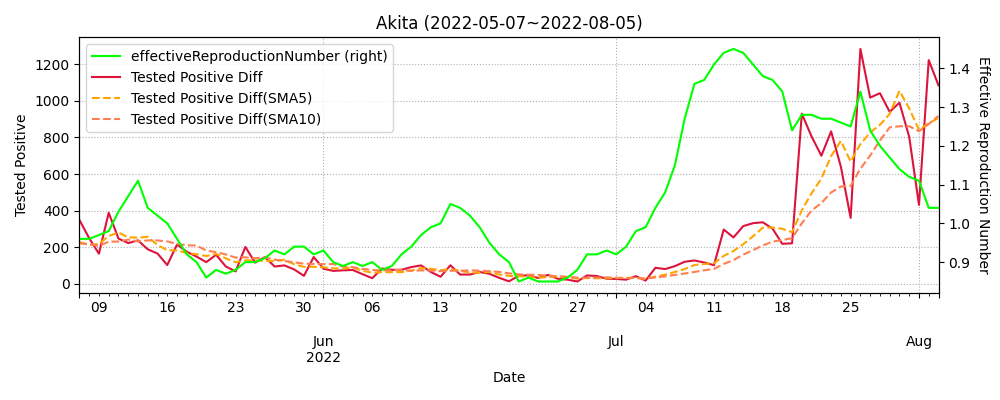 Akita (2022-05-07~2022-08-05)
effectiveReproductionNumber (right)
Tested Positive Diff
Tested Positive Diff(SMA5)
Tested Positive Diff(SMA10)
Tested Positive
1200
1000
800
600
400
200
0
Effective Reproduction Number
1.4
1.3
1.2
1.1
1.0
0.9
09 16 23 30 06 13 20 27 04 11 18 25
Jun Jul Aug
2022
Date